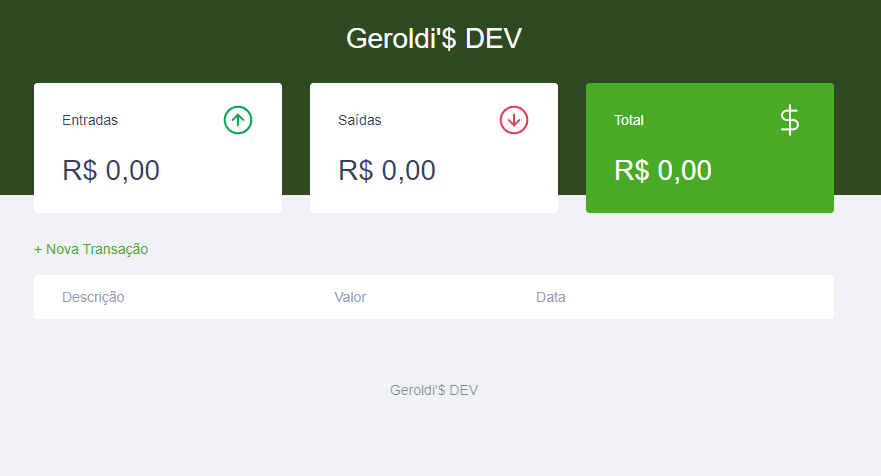 Geroldi'$ DEV
Entradas
R$ 0,00
Saídas
R$ 0,00
Total
$
R$ 0,00
+ Nova Transação
Descrição Valor Data
Geroldi'$ DEV